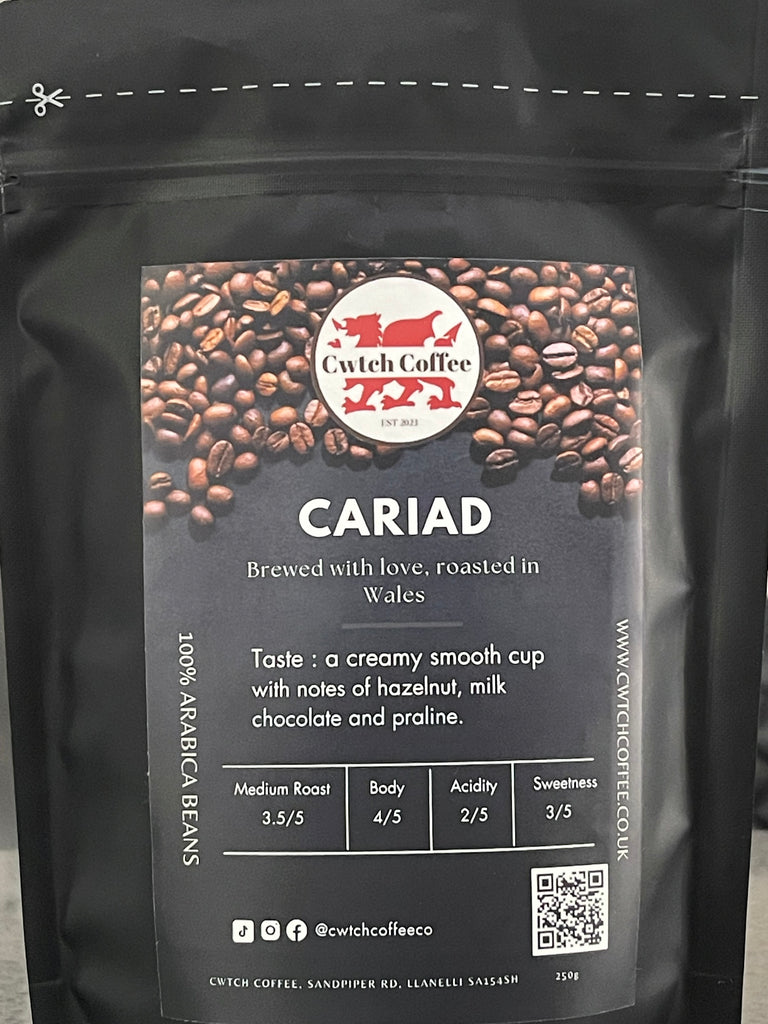 Cwtch Coffee
EST 2023
CARIAD
Brewed with love, roasted in
Wales
Taste : a creamy smooth cup
with notes of hazelnut, milk
chocolate and praline.
100% ARABICA BEANS
WWW.CWTCHCOFFEE.CO.UK
Medium Roast Body Acidity Sweetness
3.5/5 4/5 2/5 3/5
@cwtchcoffeeco
CWTCH COFFEE, SANDPIPER RD, LLANELLI SA154SH
250g